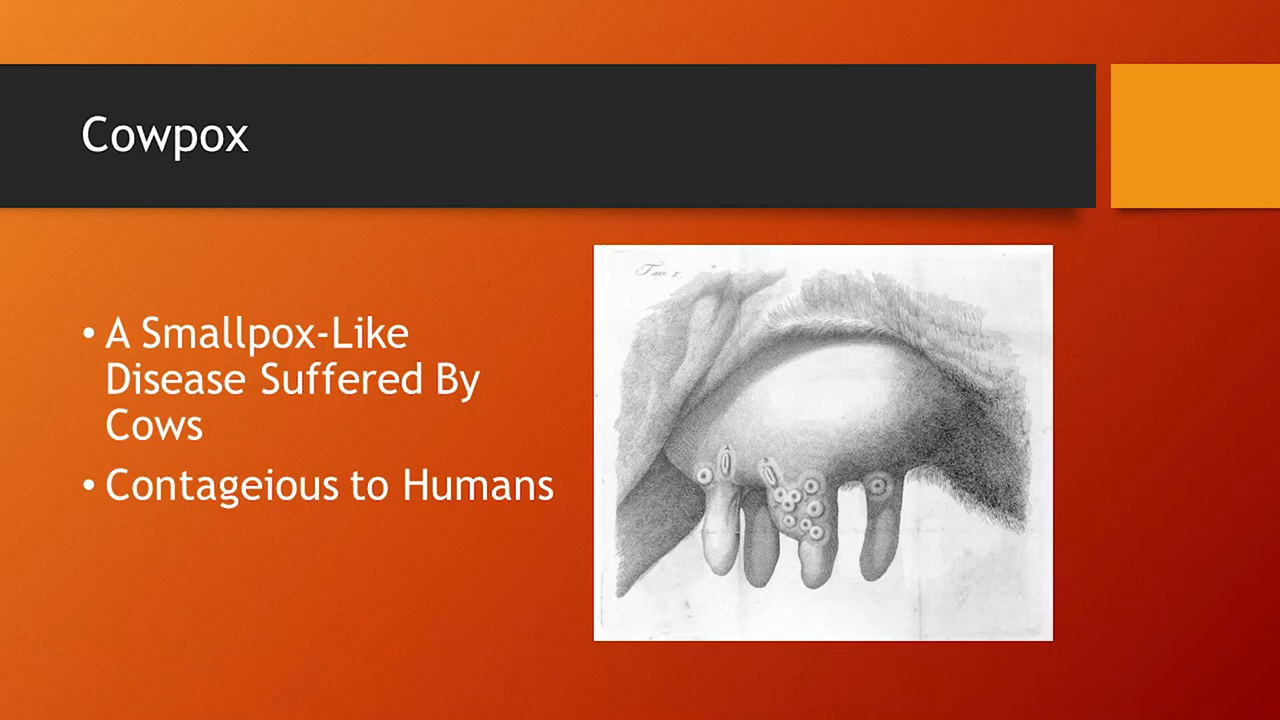 Cowpox
• A Smallpox-Like
Disease Suffered By
Cows
• Contageious to Humans